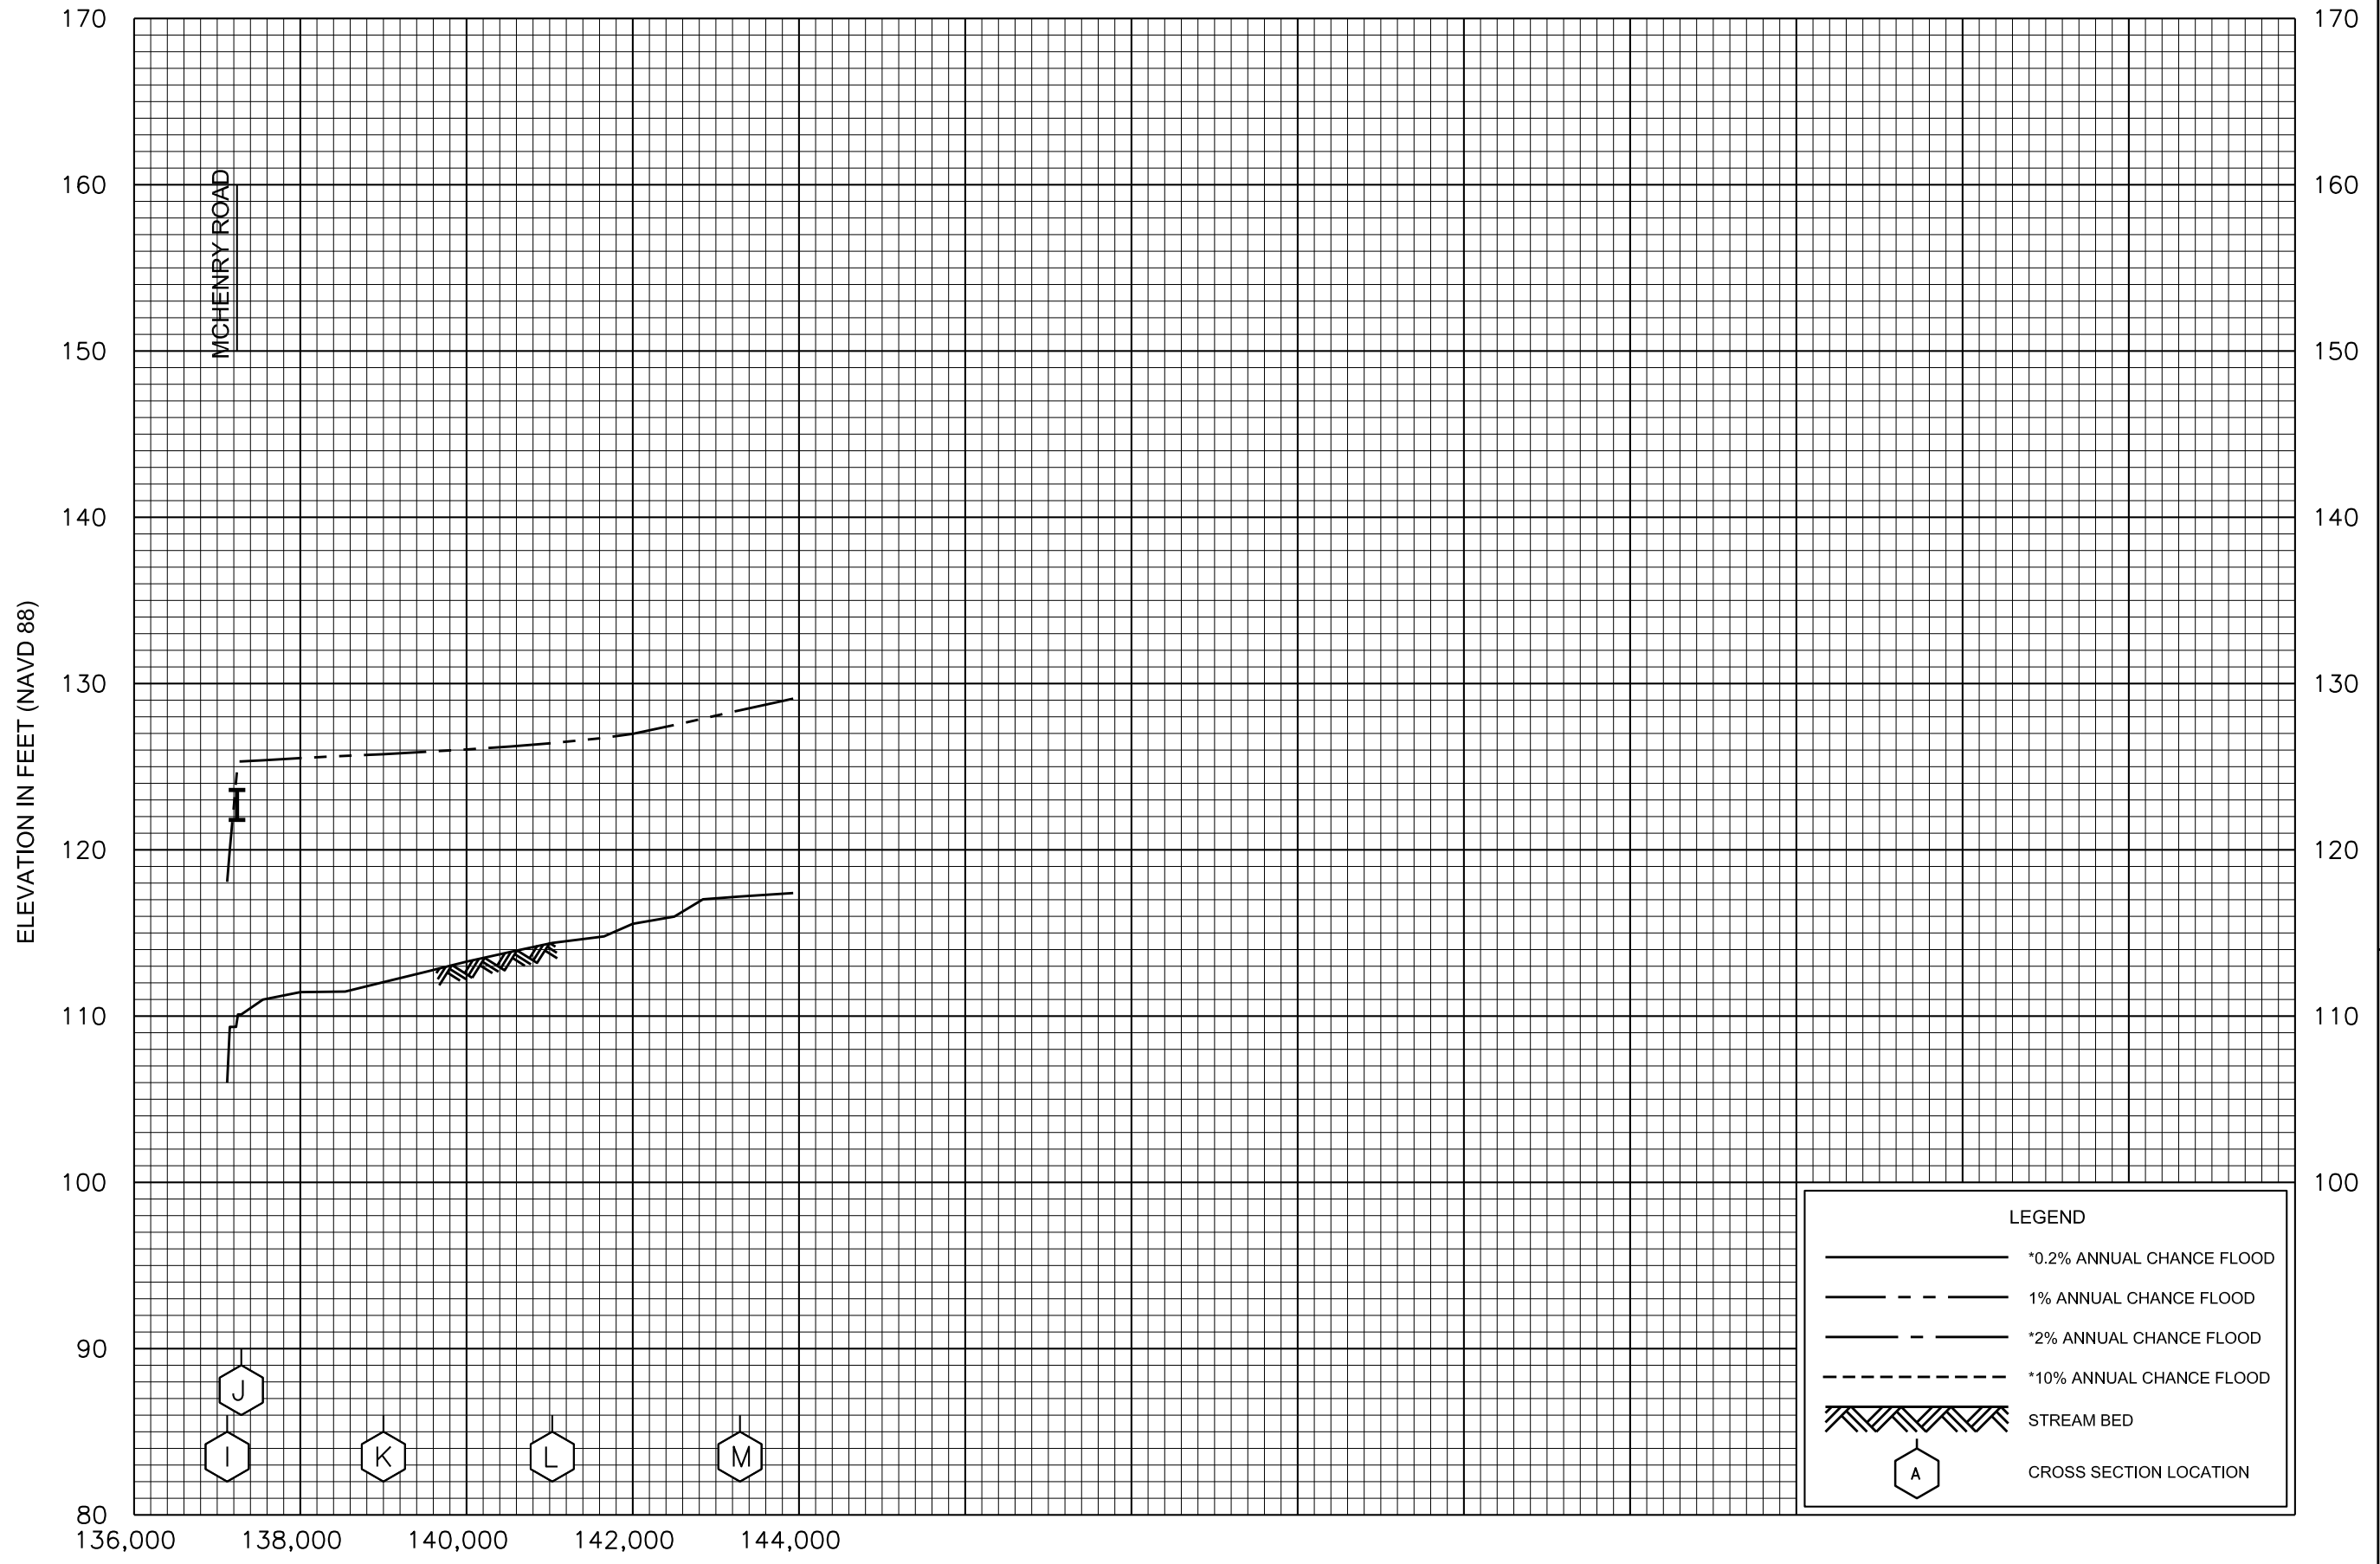 170
170
160
160
150
150
140
140
130
130
120
120
110
110
100
100
90
80
ELEVATION IN FEET (NAVD 88)
MCHENRY ROAD
J
I
K
L
M
136,000
138,000
140,000
142,000
144,000
LEGEND
*0.2% ANNUAL CHANCE FLOOD
1% ANNUAL CHANCE FLOOD
*2% ANNUAL CHANCE FLOOD
*10% ANNUAL CHANCE FLOOD
STREAM BED
A
CROSS SECTION LOCATION